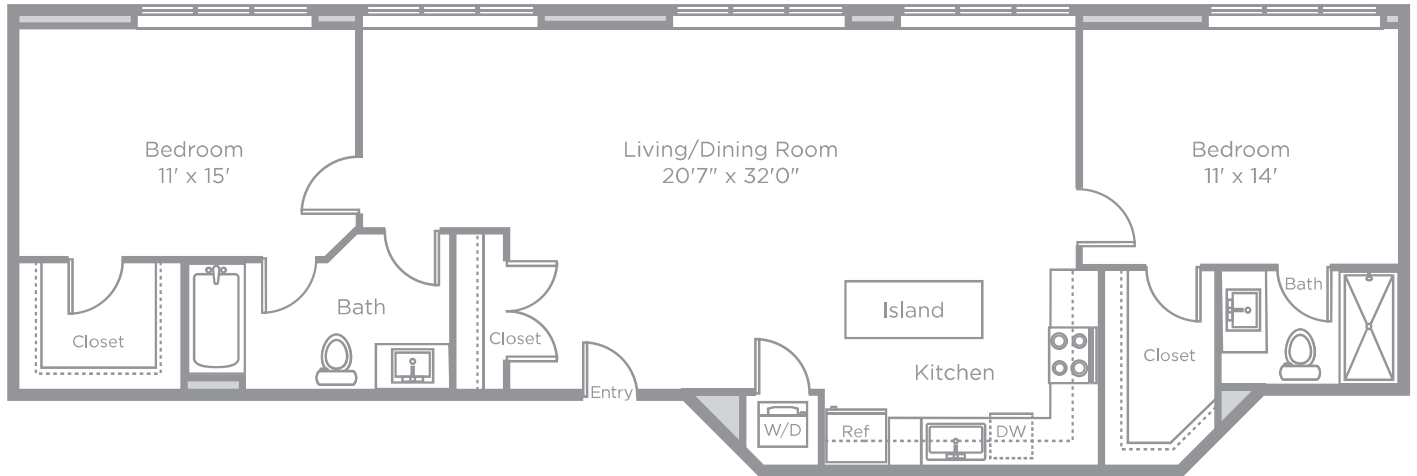 Bedroom
11' x 15'
Living/Dining Room
20'7" x 32'0"
Bedroom
11' x 14'
Closet
Bath
Closet
Entry
Island
Kitchen
W/D
Ref
DW
Closet
Bath